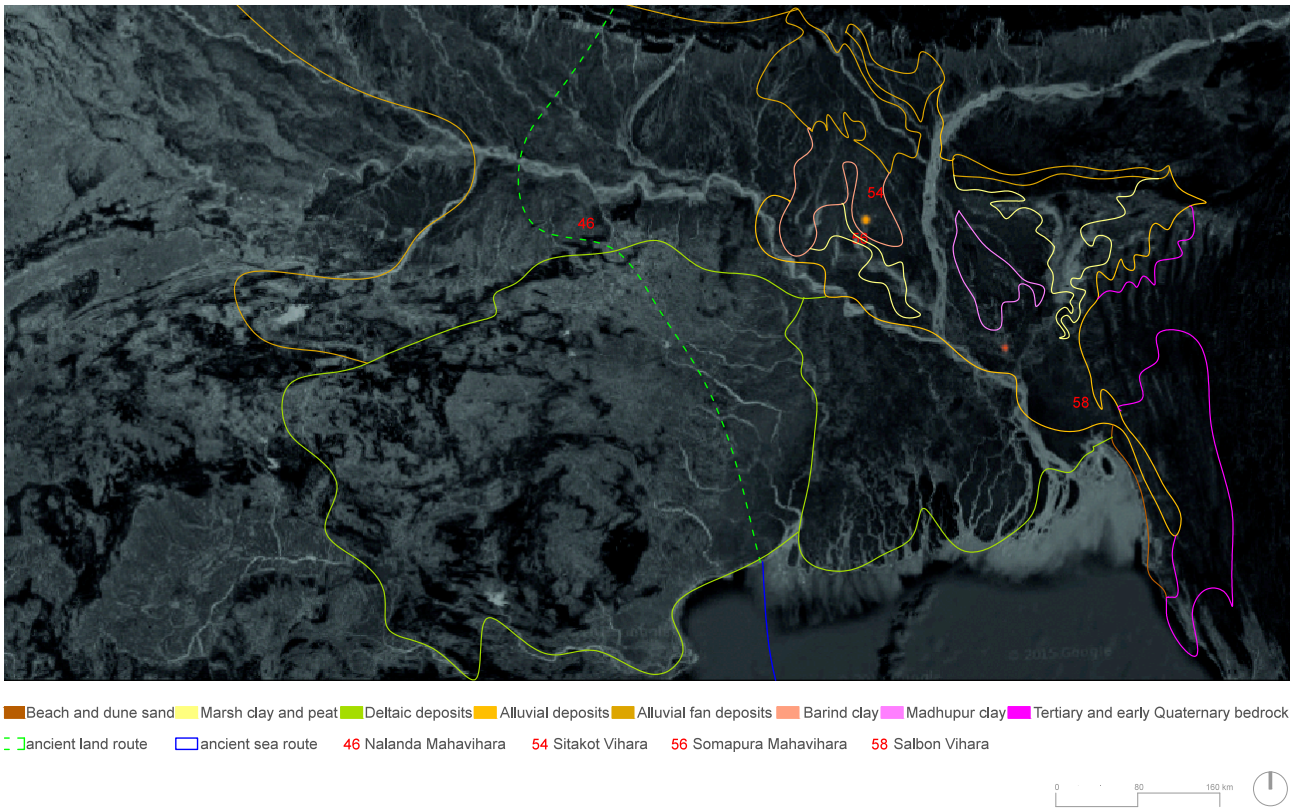 54
46
58
© 2015 Google
Beach and dune sand Marsh clay and peat Deltaic deposits Alluvial deposits Alluvial fan deposits Barind clay Madhupur clay Tertiary and early Quaternary bedrock
ancient land route ancient sea route 46 Nalanda Mahavihara 54 Sitakot Vihara 56 Somapura Mahavihara 58 Salbon Vihara
0 80 160 km